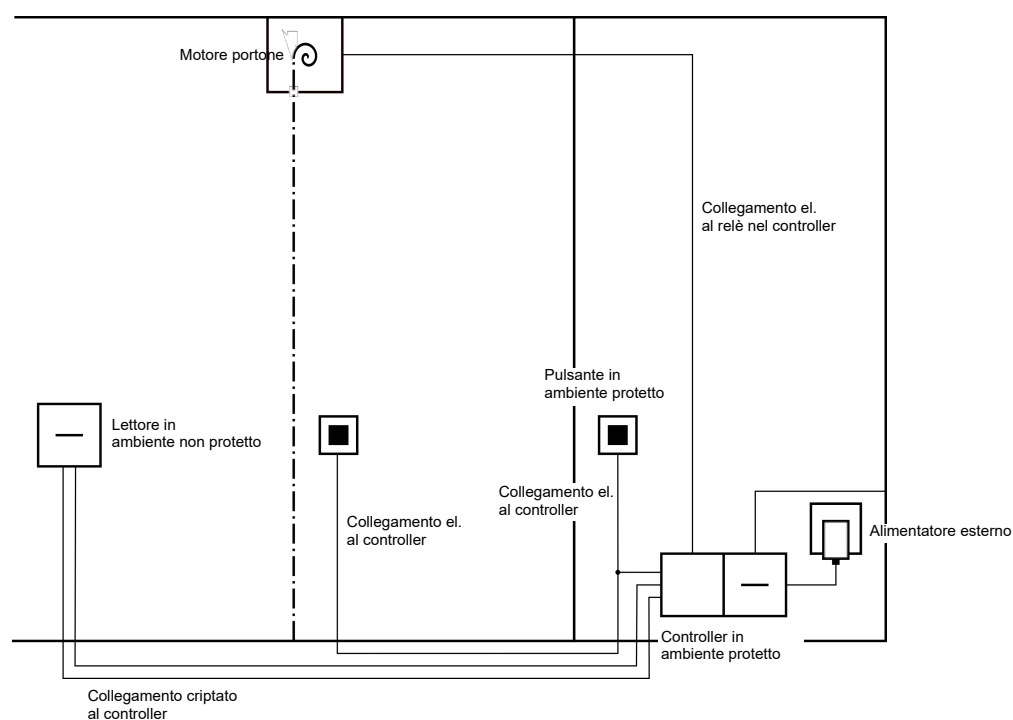 Motore portone
Collegamento el.
al relè nel controller
Pulsante in
ambiente protetto
Lettore in
ambiente non protetto
Collegamento el.
al controller
Collegamento el.
al controller
Alimentatore esterno
Controller in
ambiente protetto
Collegamento criptato
al controller